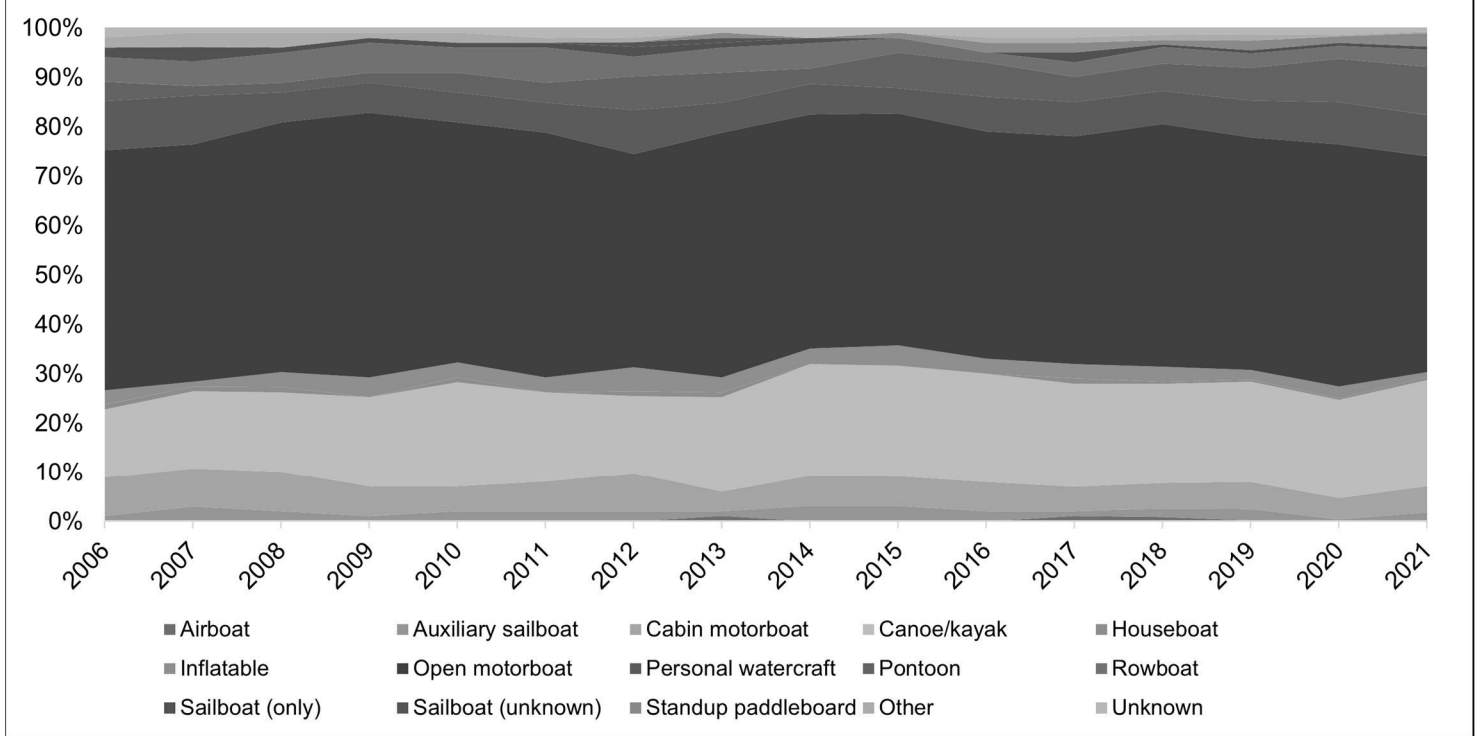 100%
90%
80%
70%
60%
50%
40%
30%
20%
10%
0%
2006 2007 2008 2009 2010 2011 2012 2013 2014 2015 2016 2017 2018 2019 2020 2021
Airboat Auxiliary sailboat Cabin motorboat Canoe/kayak Houseboat
Inflatable Open motorboat Personal watercraft Pontoon Rowboat
Sailboat (only) Sailboat (unknown) Standup paddleboard Other Unknown